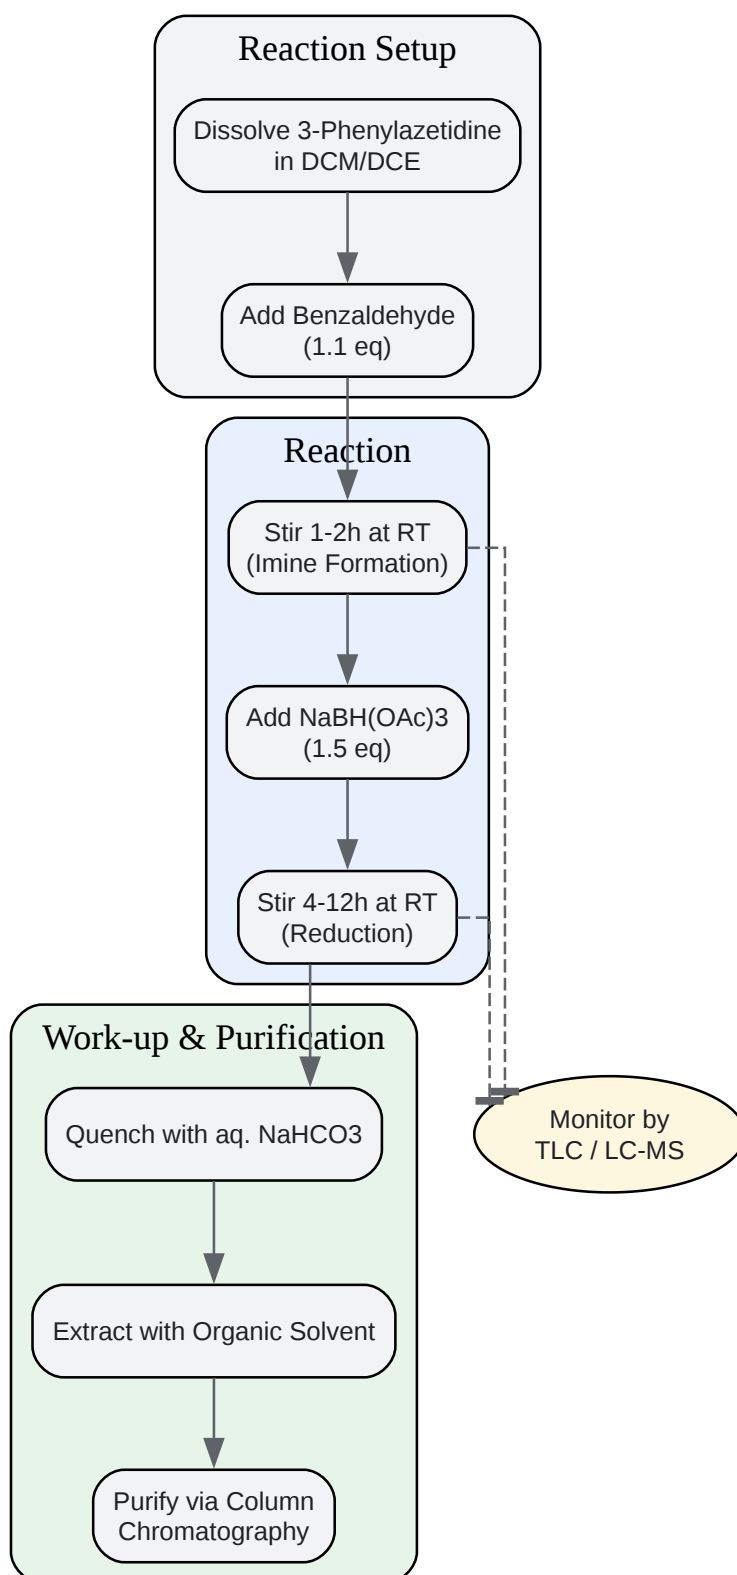 Reaction Setup
Dissolve 3-Phenylazetidine
in DCM/DCE
Add Benzaldehyde
(1.1 eq)
Reaction
Stir 1-2h at RT
(Imine Formation)
Add NaBH(OAc)3
(1.5 eq)
Stir 4-12h at RT
(Reduction)
Work-up & Purification
Quench with aq. NaHCO3
Monitor by
TLC / LC-MS
Extract with Organic Solvent
Purify via Column
Chromatography